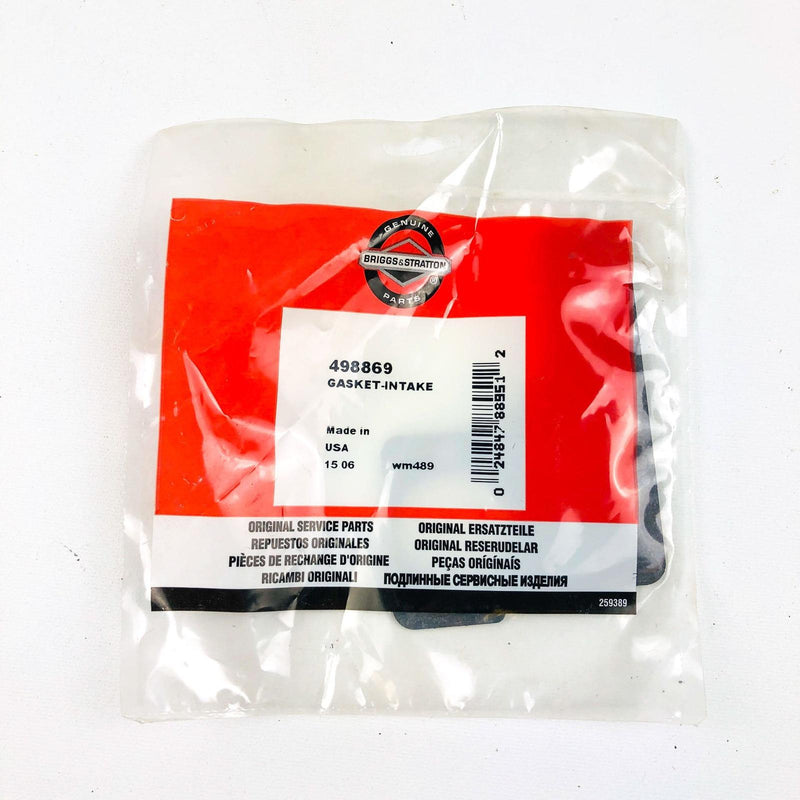 GENUINE
BRIGGS&STRATTON
®
PARTS
498869
GASKET-INTAKE
Made in
USA
15 06 wm489
0 24847 88951 2
ORIGINAL SERVICE PARTS ORIGINAL ERSATZTEILE
REPUESTOS ORIGINALES ORIGINAL RESERUDELAR
PIÈCES DE RECHANGE D'ORIGINE PEÇAS ORÍGÍNAIS
RICAMBI ORIGINALI ПОДЛИННЫЕ СЕРВИСНЫЕ ИЗДЕЛИЯ
259389